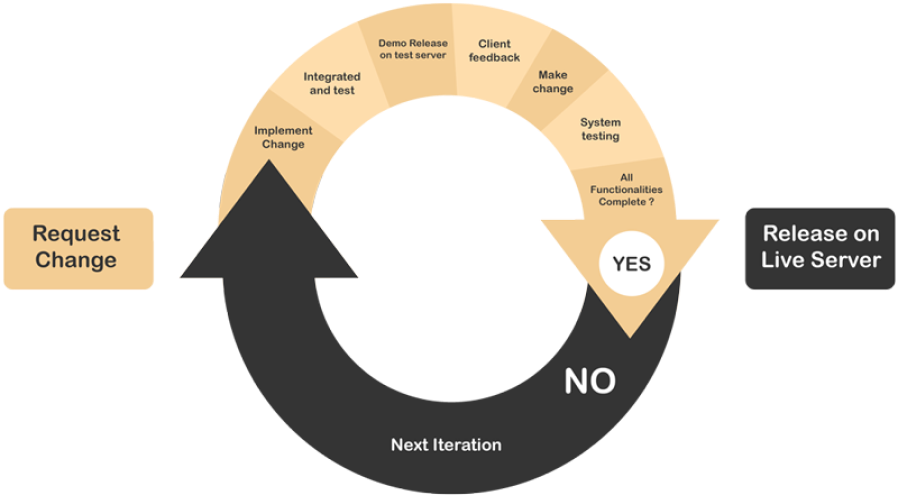 Demo Release
on test server
Client
feedback
Integrated
and test
Make
change
Implement
Change
System
testing
All
Functionalities
Complete ?
Request
Change
YES
Release on
Live Server
NO
Next Iteration